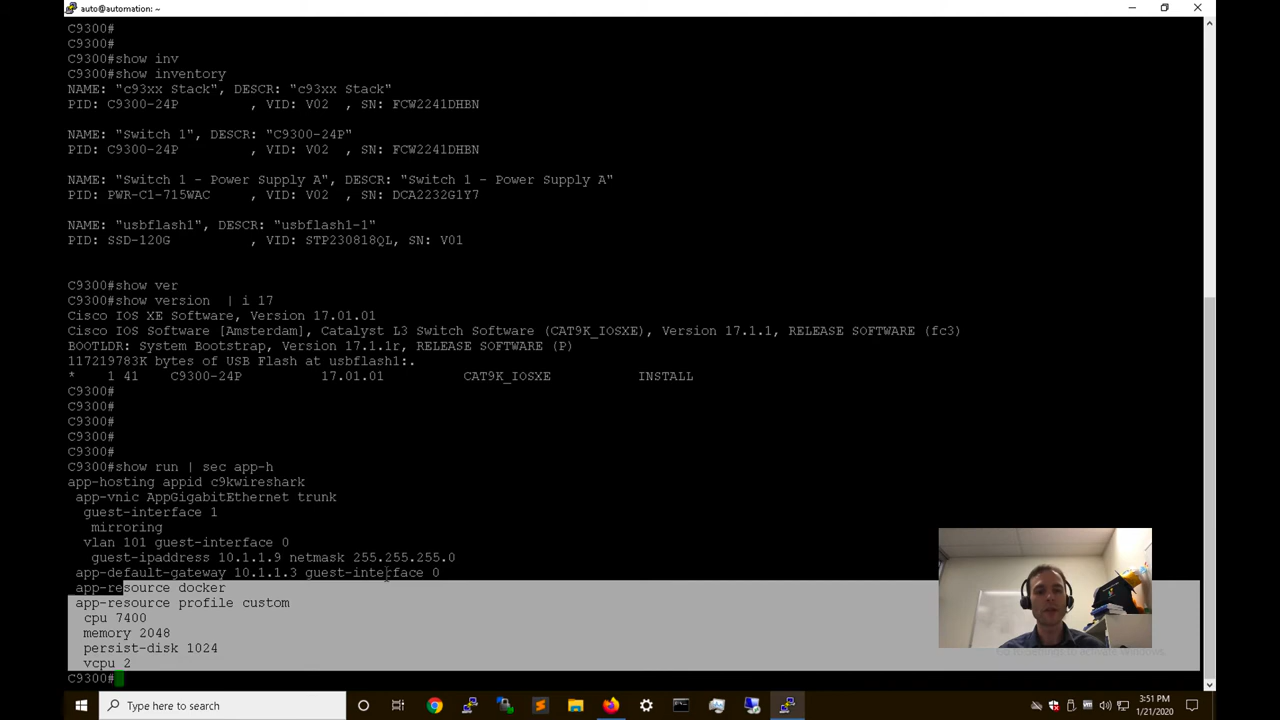 auto@automation: ~
C9300#
C9300#
C9300#show inv
C9300#show inventory
NAME: "c93xx Stack", DESCR: "c93xx Stack"
PID: C9300-24P         , VID: V02  , SN: FCW2241DHBN
NAME: "Switch 1", DESCR: "C9300-24P"
PID: C9300-24P         , VID: V02  , SN: FCW2241DHBN
NAME: "Switch 1 - Power Supply A", DESCR: "Switch 1 - Power Supply A"
PID: PWR-C1-715WAC     , VID: V02  , SN: DCA2232G1Y7
NAME: "usbflash1", DESCR: "usbflash1-1"
PID: SSD-120G          , VID: STP230818QL, SN: V01
C9300#show ver
C9300#show version  | i 17
Cisco IOS XE Software, Version 17.01.01
Cisco IOS Software [Amsterdam], Catalyst L3 Switch Software (CAT9K_IOSXE), Version 17.1.1, RELEASE SOFTWARE (fc3)
BOOTLDR: System Bootstrap, Version 17.1.1r, RELEASE SOFTWARE (P)
117219783K bytes of USB Flash at usbflash1:.
*    1 41    C9300-24P          17.01.01          CAT9K_IOSXE           INSTALL
C9300#
C9300#
C9300#
C9300#
C9300#
C9300#show run | sec app-h
app-hosting appid c9kwireshark
 app-vnic AppGigabitEthernet trunk
  guest-interface 1
   mirroring
  vlan 101 guest-interface 0
   guest-ipaddress 10.1.1.9 netmask 255.255.255.0
 app-default-gateway 10.1.1.3 guest-interface 0
 app-resource docker
 app-resource profile custom
  cpu 7400
  memory 2048
  persist-disk 1024
  vcpu 2
C9300#
Go to Settings to activate Windows.
Type here to search
3:51 PM
1/21/2020